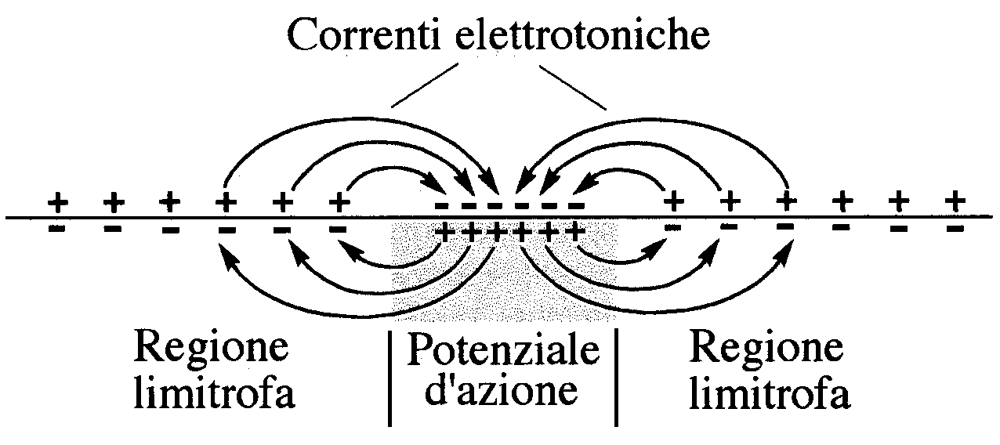 Correnti elettrotoniche
+ + + + + + - - - - - - + + + + + +
- - - - - - + + + + + + - - - - - -
Regione
limitrofa
Potenziale
d'azione
Regione
limitrofa